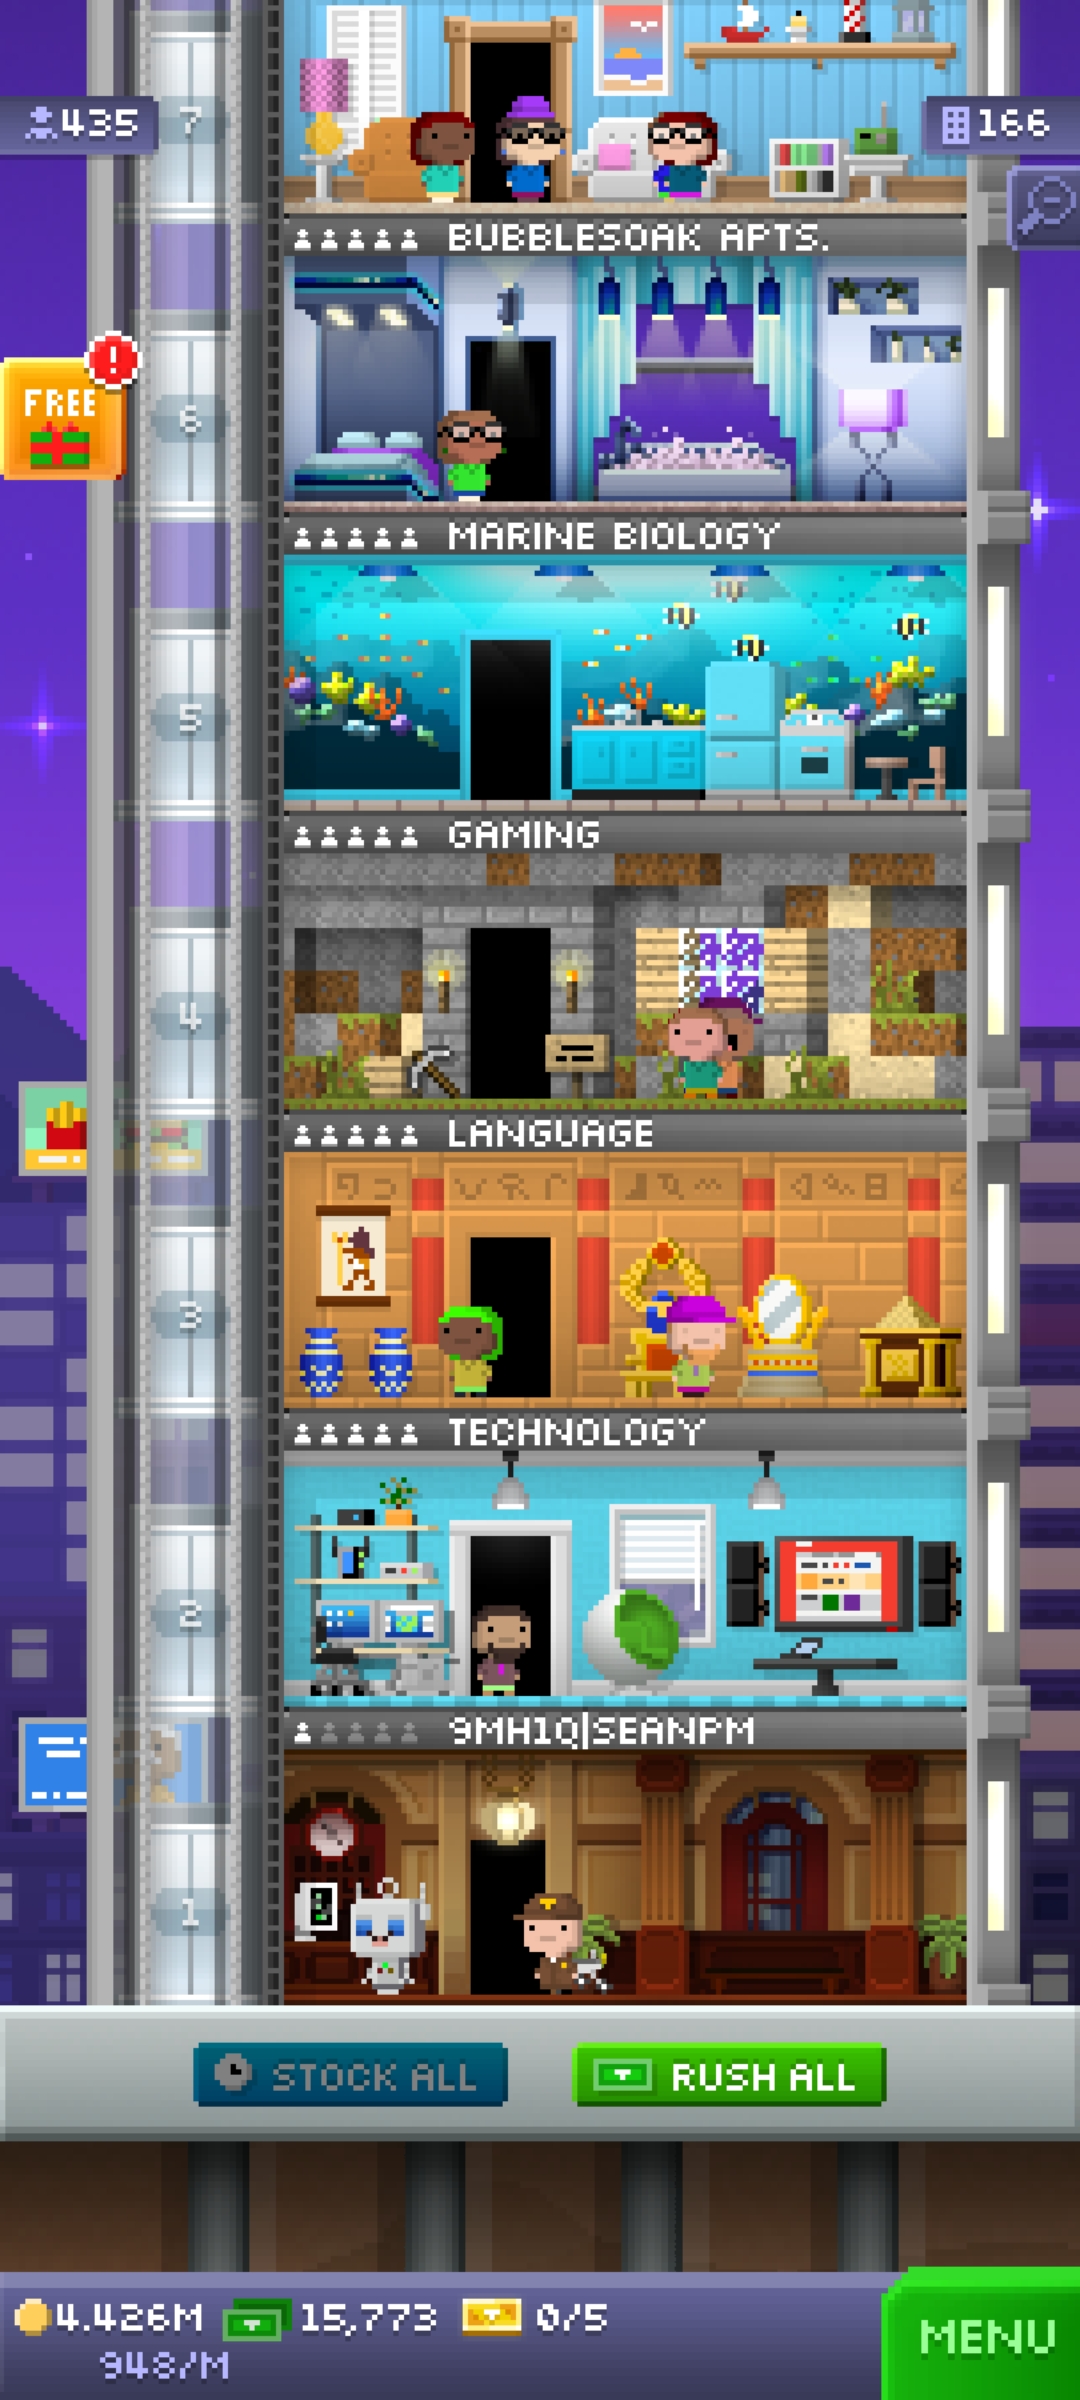 7
435
166
BUBBLESOAK APTS.
FREE
!
6
MARINE BIOLOGY
5
GAMING
4
LANGUAGE
3
TECHNOLOGY
2
9MH1Q|SEANPM
1
STOCK ALL
RUSH ALL
4.426M
15,773
0/5
948/M
MENU